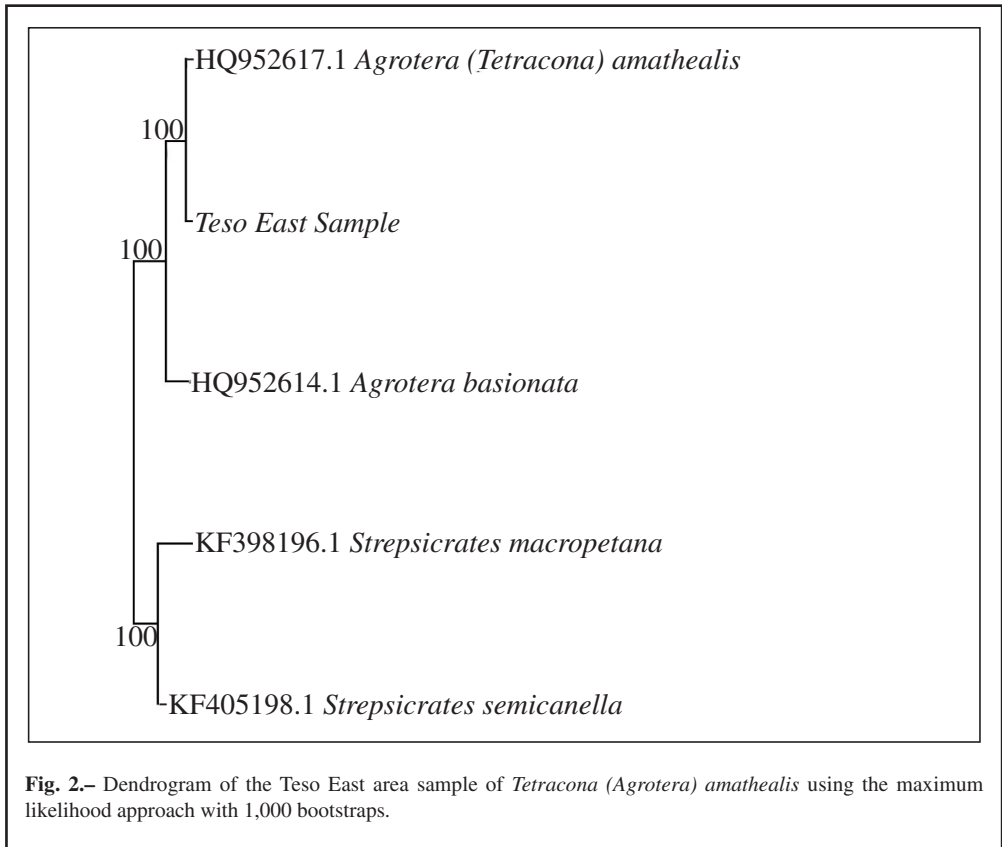 HQ952617.1 Agrotera (Tetracona) amathealis
100
Teso East Sample
100
HQ952614.1 Agrotera basionata
KF398196.1 Strepsicrates macropetana
100
KF405198.1 Strepsicrates semicanella
Fig. 2.– Dendrogram of the Teso East area sample of Tetracona (Agrotera) amathealis using the maximum
likelihood approach with 1,000 bootstraps.